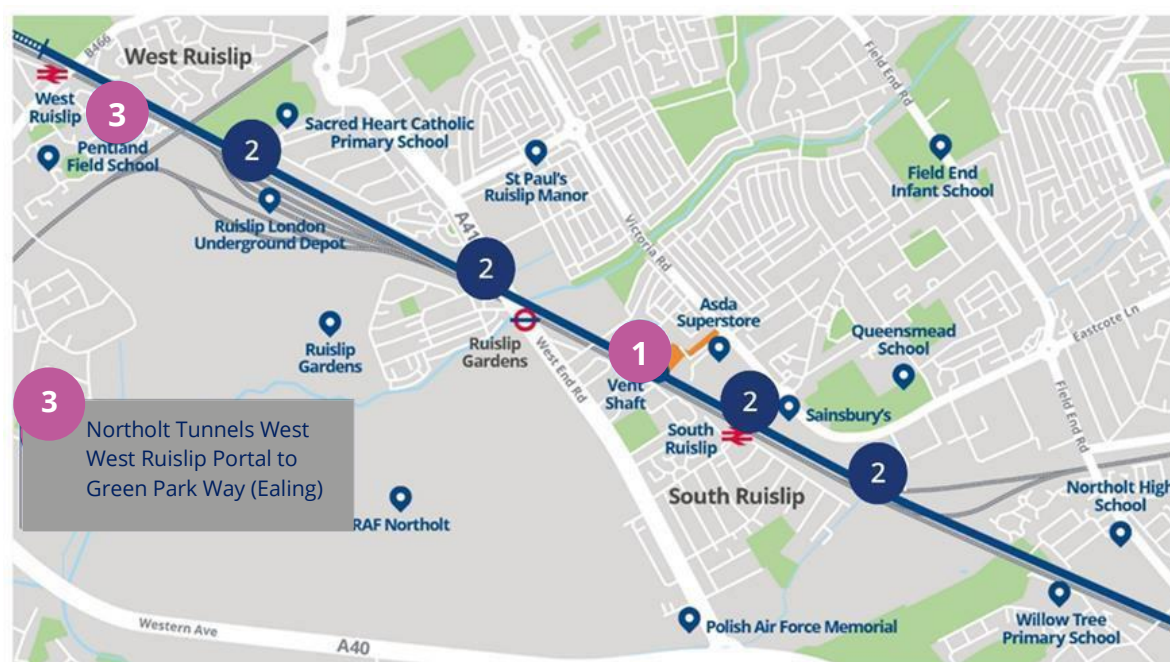 B466
West Ruislip
West
Ruislip
3
Pentland
Field School
2
Sacred Heart Catholic
Primary School
Ruislip London
Underground Depot
St Paul's
Ruislip Manor
A41
2
Field End Rd
Field End
Infant School
Victoria Rd
Ruislip
Gardens
Ruislip
Gardens
West End Rd
1
Vent
Shaft
Asda
Superstore
Queensmead
School
Eastcote Ln
2
Sainsbury's
South
Ruislip
South Ruislip
2
Field End Rd
Northolt High
School
3
Northolt Tunnels West
West Ruislip Portal to
Green Park Way (Ealing)
RAF Northolt
Polish Air Force Memorial
Willow Tree
Primary School
Western Ave
A40